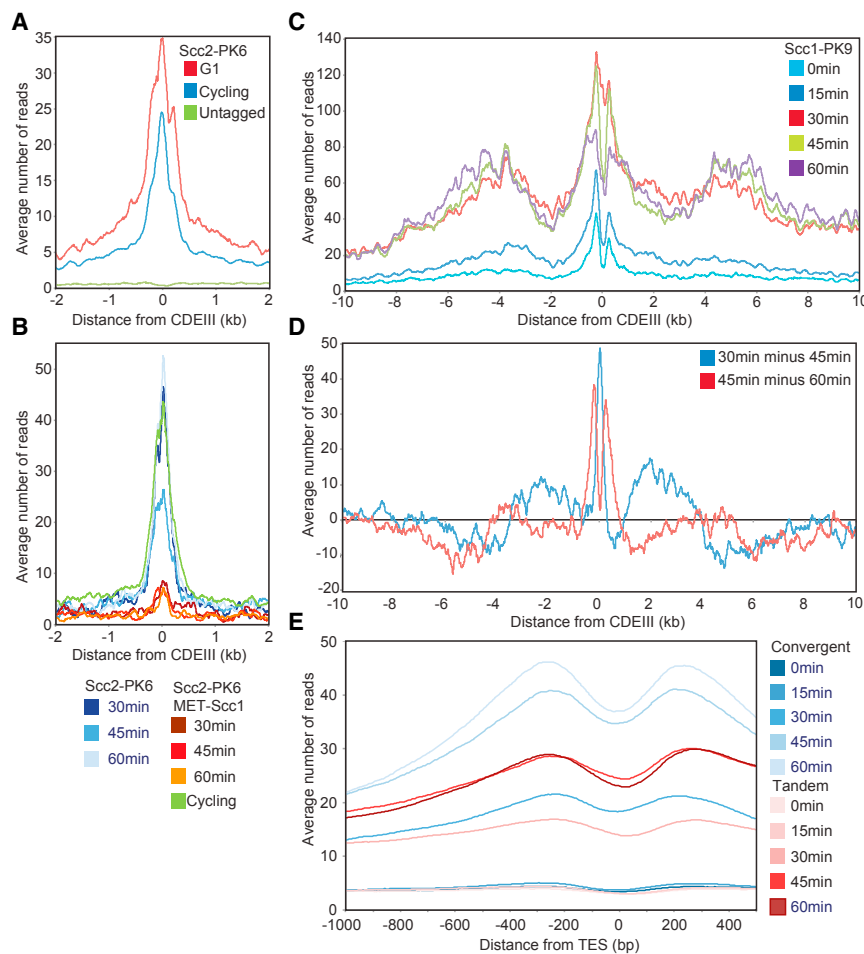 A
Average number of reads
35
30
25
20
15
10
5
0
Scc2-PK6
G1
Cycling
Untagged
-2
-1
0
1
2
Distance from CDEIII (kb)
B
Average number of reads
50
40
30
20
10
0
-2
-1
0
1
2
Distance from CDEIII (kb)
Scc2-PK6
30min
45min
60min
Scc2-PK6
MET-Scc1
30min
45min
60min
Cycling
C
Average number of reads
140
120
100
80
60
40
20
0
Scc1-PK9
0min
15min
30min
45min
60min
-10
-8
-6
-4
-2
0
2
4
6
8
10
Distance from CDEIII (kb)
D
Average number of reads
50
40
30
20
10
0
-10
-20
30min minus 45min
45min minus 60min
-10
-8
-6
-4
-2
0
2
4
6
8
10
Distance from CDEIII (kb)
E
Average number of reads
50
40
30
20
10
0
-1000
-800
-600
-400
-200
0
200
400
Distance from TES (bp)
Convergent
0min
15min
30min
45min
60min
Tandem
0min
15min
30min
45min
60min